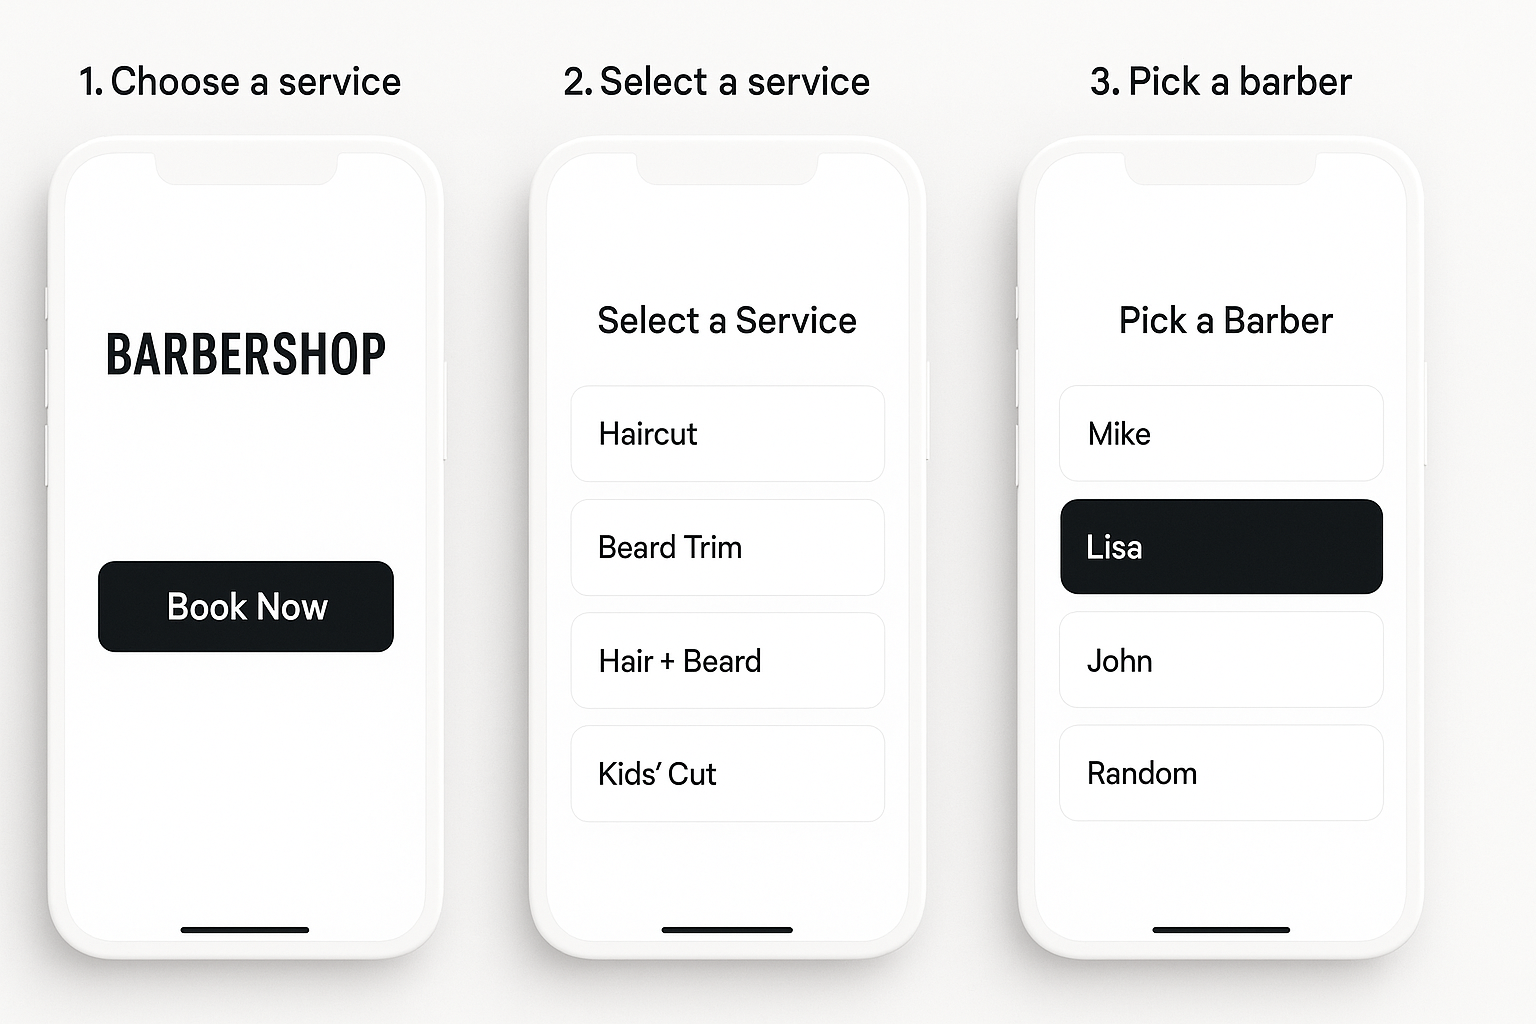 1. Choose a service
BARBERSHOP
Book Now
2. Select a service
Select a Service
Haircut
Beard Trim
Hair + Beard
Kids’ Cut
3. Pick a barber
Pick a Barber
Mike
Lisa
John
Random